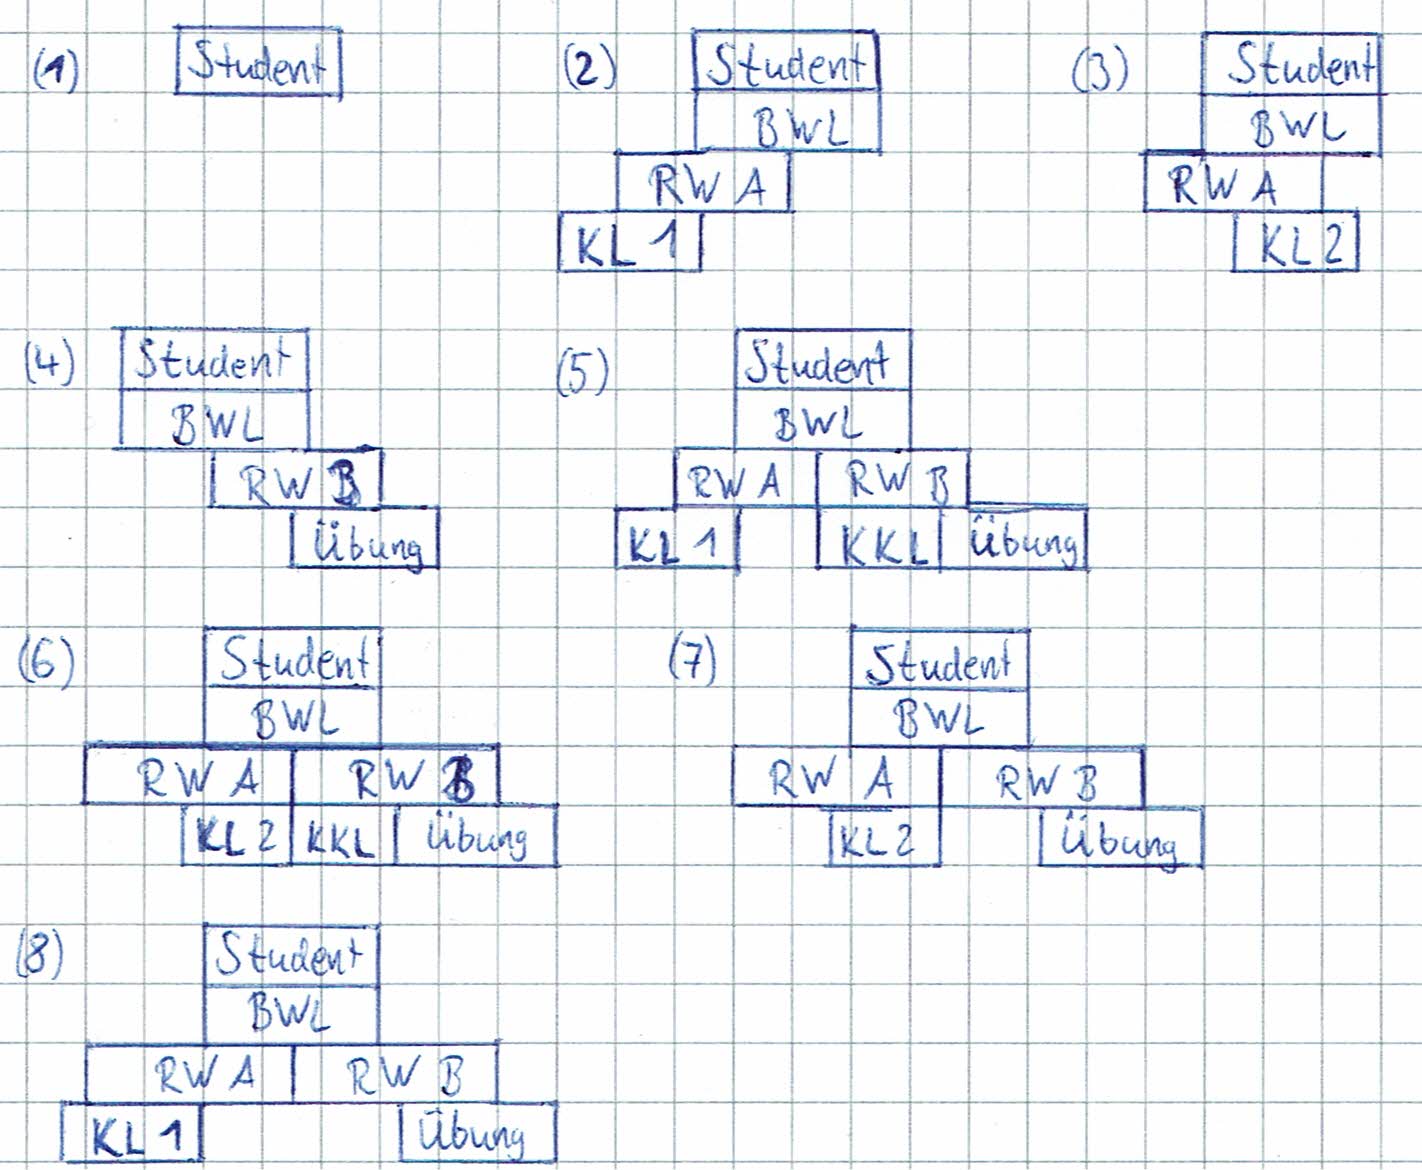 (1) Student (2) Student (3) Student
BWL BWL
RW A RW A
KL 1 KL 2
(4) Student (5) Student
BWL BWL
RW B RW A RW B
Übung KL 1 KKL Übung
(6) Student (7) Student
BWL BWL
RW A RW B RW A RW B
KL 2 KKL Übung KL 2 Übung
(8) Student
BWL
RW A RW B
KL 1 Übung